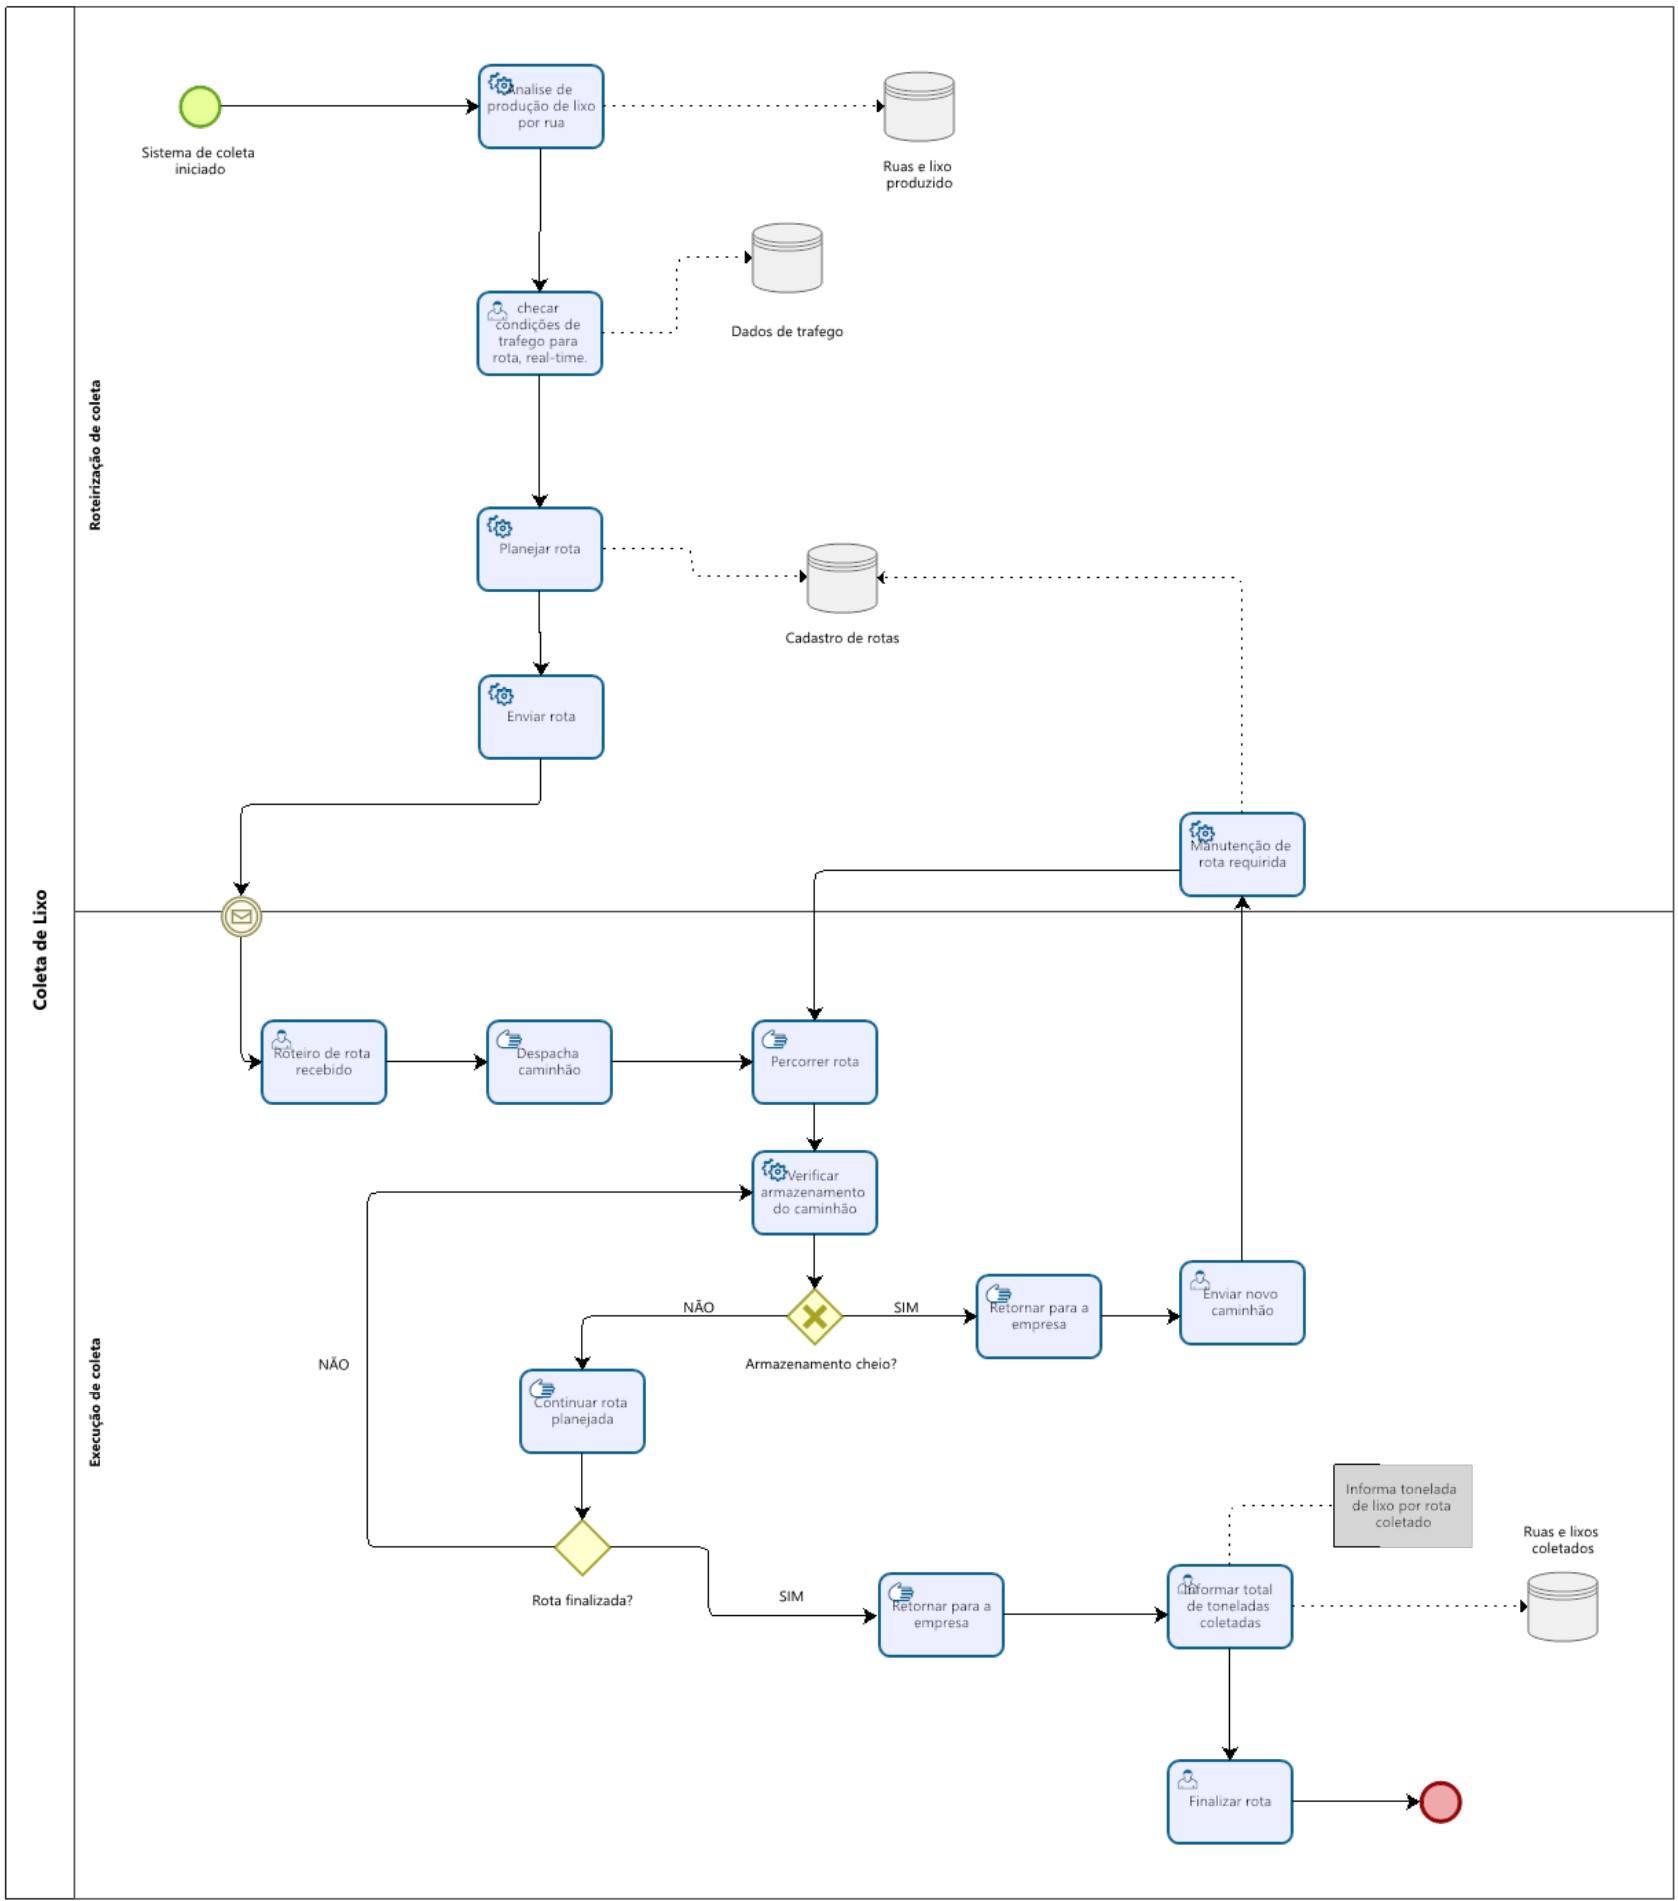 Coleta de Lixo
Roteirização de coleta
Sistema de coleta
iniciado
Analise de
produção de lixo
por rua
Ruas e lixo
produzido
checar
condições de
trafego para
rota, real-time.
Dados de trafego
Planejar rota
Cadastro de rotas
Enviar rota
Manutenção de
rota requirida
Execução de coleta
Roteiro de rota
recebido
Despacha
caminhão
Percorrer rota
Verificar
armazenamento
do caminhão
NÃO
SIM
Armazenamento cheio?
Retornar para a
empresa
Enviar novo
caminhão
NÃO
Continuar rota
planejada
Rota finalizada?
SIM
Retornar para a
empresa
Informar total
de toneladas
coletadas
Informa tonelada
de lixo por rota
coletado
Ruas e lixos
coletados
Finalizar rota